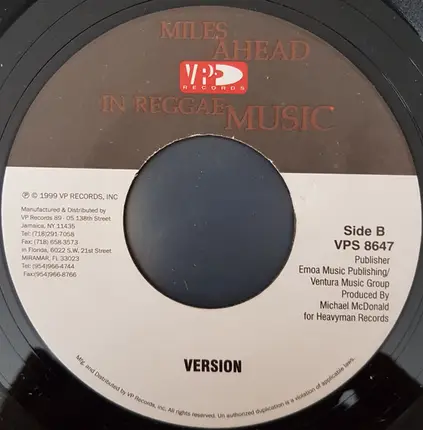 MILES
AHEAD
VP
RECORDS
IN REGGAE
MUSIC
℗ © 1999 VP RECORDS, INC
Manufactured & Distributed by
VP Records 89 - 05 138th Street
Jamaica, NY.11435
Tel:(718)291-7058
Fax: (718) 658-3573
in Florida, 6022 S.W. 21st Street
MIRAMAR, FL 33023
Tel:(954)966-4744
Fax:(954)966-8766
Side B
VPS 8647
Publisher
Emoa Music Publishing/
Ventura Music Group
Produced By
Michael McDonald
for Heavyman Records
VERSION
Mfg. and Distributed by VP Records, Inc. All rights reserved. Un authorized duplication is a violation of applicable laws.